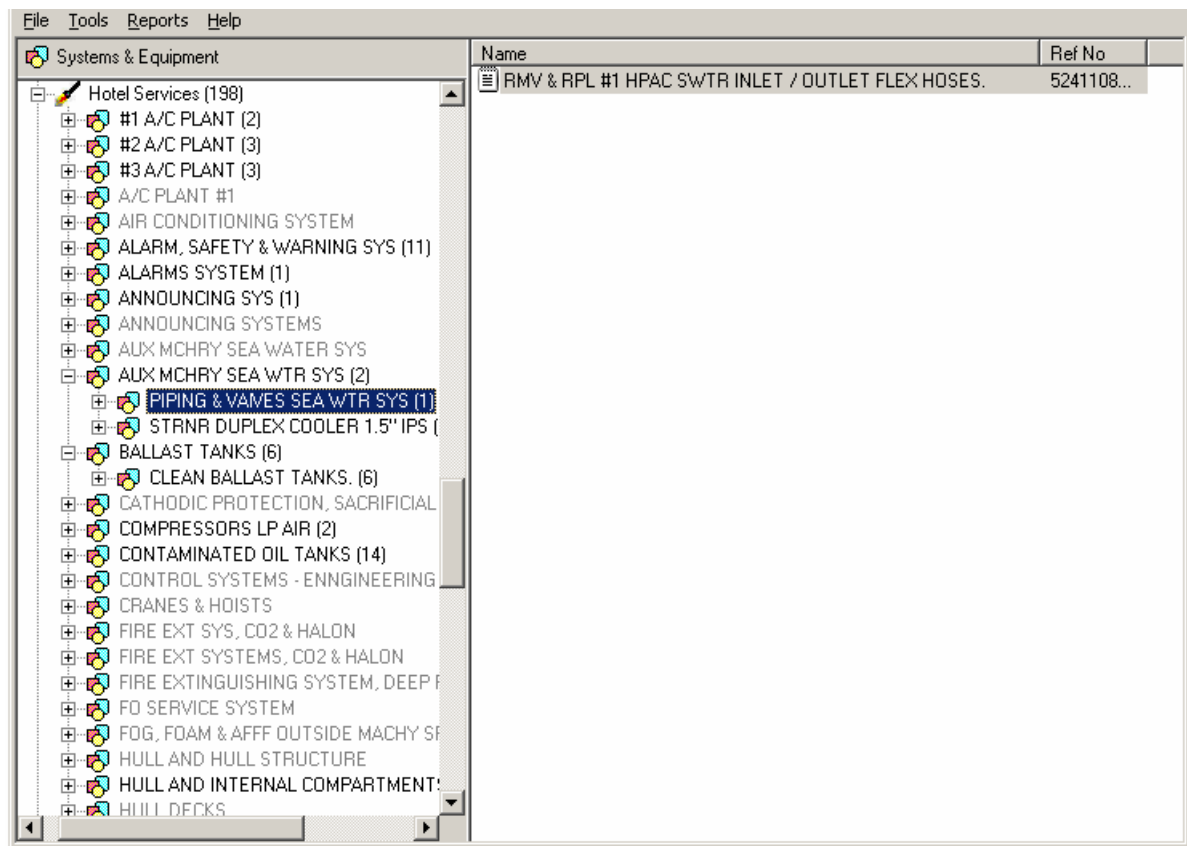 File Tools Reports Help
Systems & Equipment
Name Ref No
RMV & RPL #1 HPAC SWTR INLET / OUTLET FLEX HOSES. 5241108...
Hotel Services (198)
#1 A/C PLANT (2)
#2 A/C PLANT (3)
#3 A/C PLANT (3)
A/C PLANT #1
AIR CONDITIONING SYSTEM
ALARM, SAFETY & WARNING SYS (11)
ALARMS SYSTEM (1)
ANNOUNCING SYS (1)
ANNOUNCING SYSTEMS
AUX MCHRY SEA WATER SYS
AUX MCHRY SEA WTR SYS (2)
PIPING & VAMES SEA WTR SYS (1)
STRNR DUPLEX COOLER 1.5" IPS (
BALLAST TANKS (6)
CLEAN BALLAST TANKS. (6)
CATHODIC PROTECTION, SACRIFICIAL
COMPRESSORS LP AIR (2)
CONTAMINATED OIL TANKS (14)
CONTROL SYSTEMS - ENNGINEERING
CRANES & HOISTS
FIRE EXT SYS, CO2 & HALON
FIRE EXT SYSTEMS, CO2 & HALON
FIRE EXTINGUISHING SYSTEM, DEEP F
FO SERVICE SYSTEM
FOG, FOAM & AFFF OUTSIDE MACHY SF
HULL AND HULL STRUCTURE
HULL AND INTERNAL COMPARTMENTS
HULL DECKS